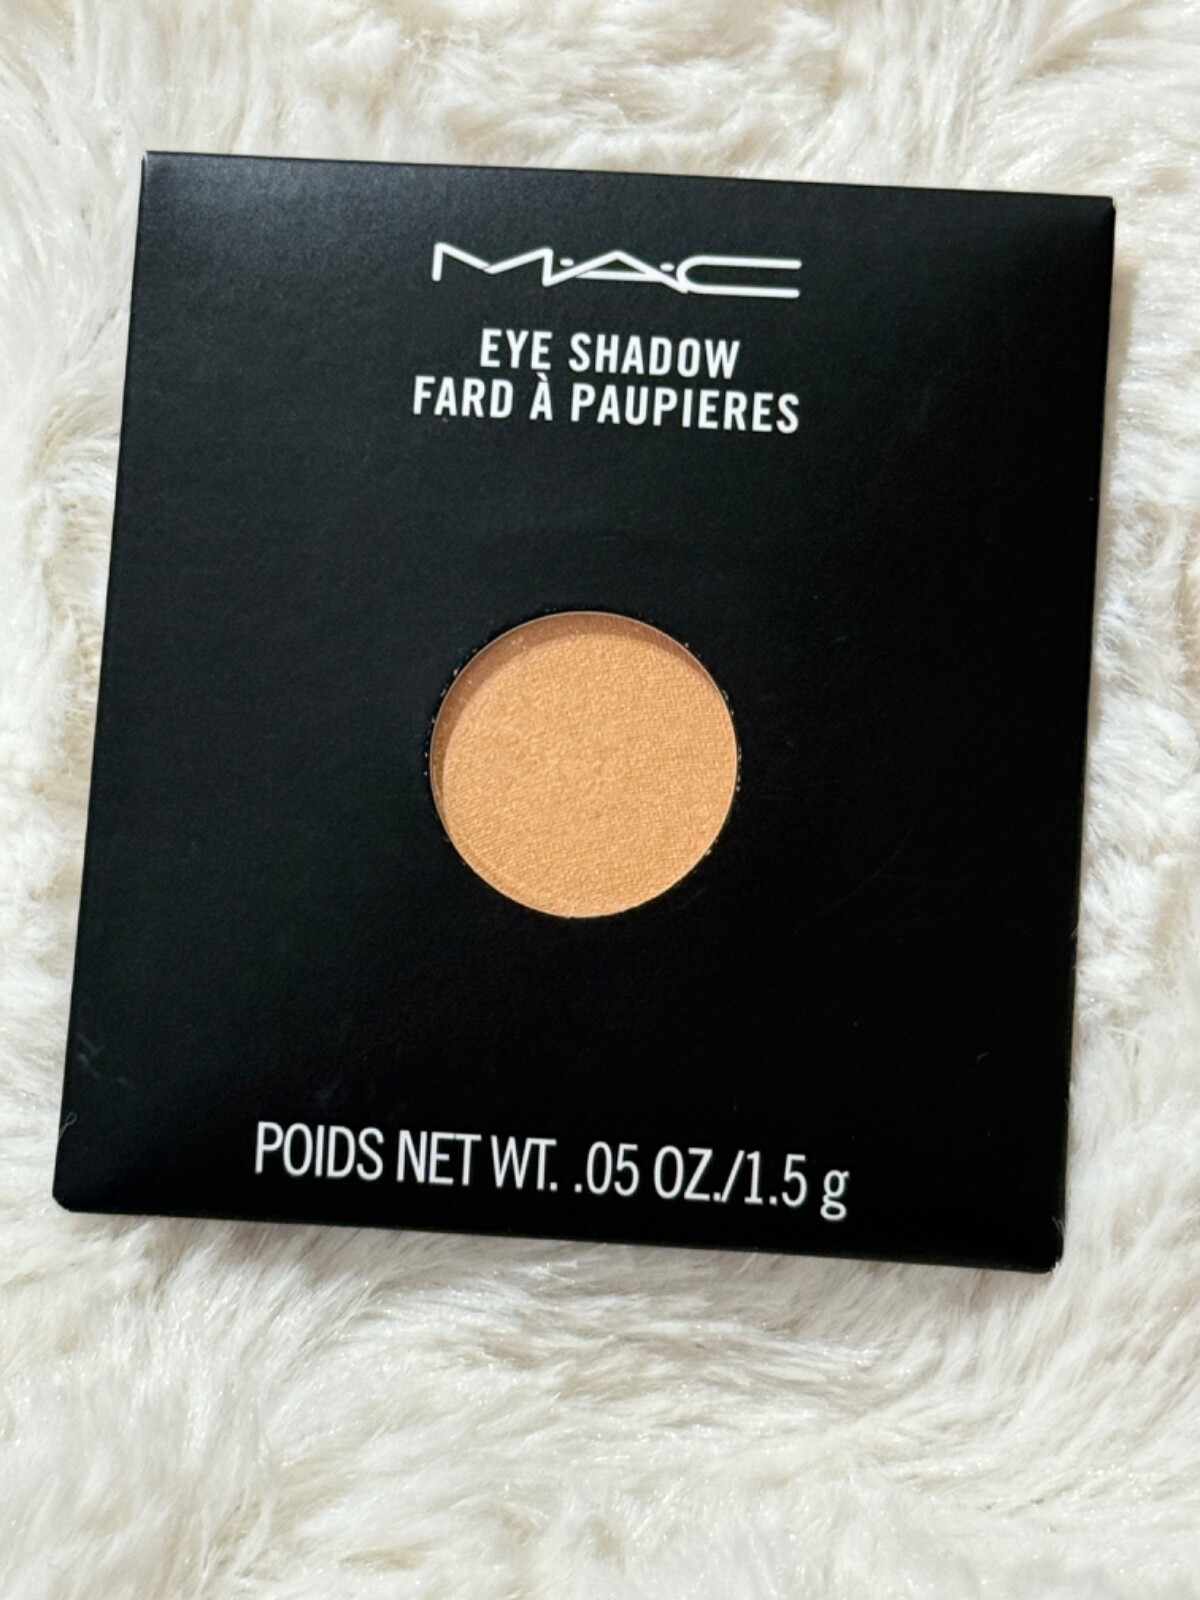 M·A·C
EYE SHADOW
FARD À PAUPIERES
POIDS NET WT. .05 OZ./1.5 g